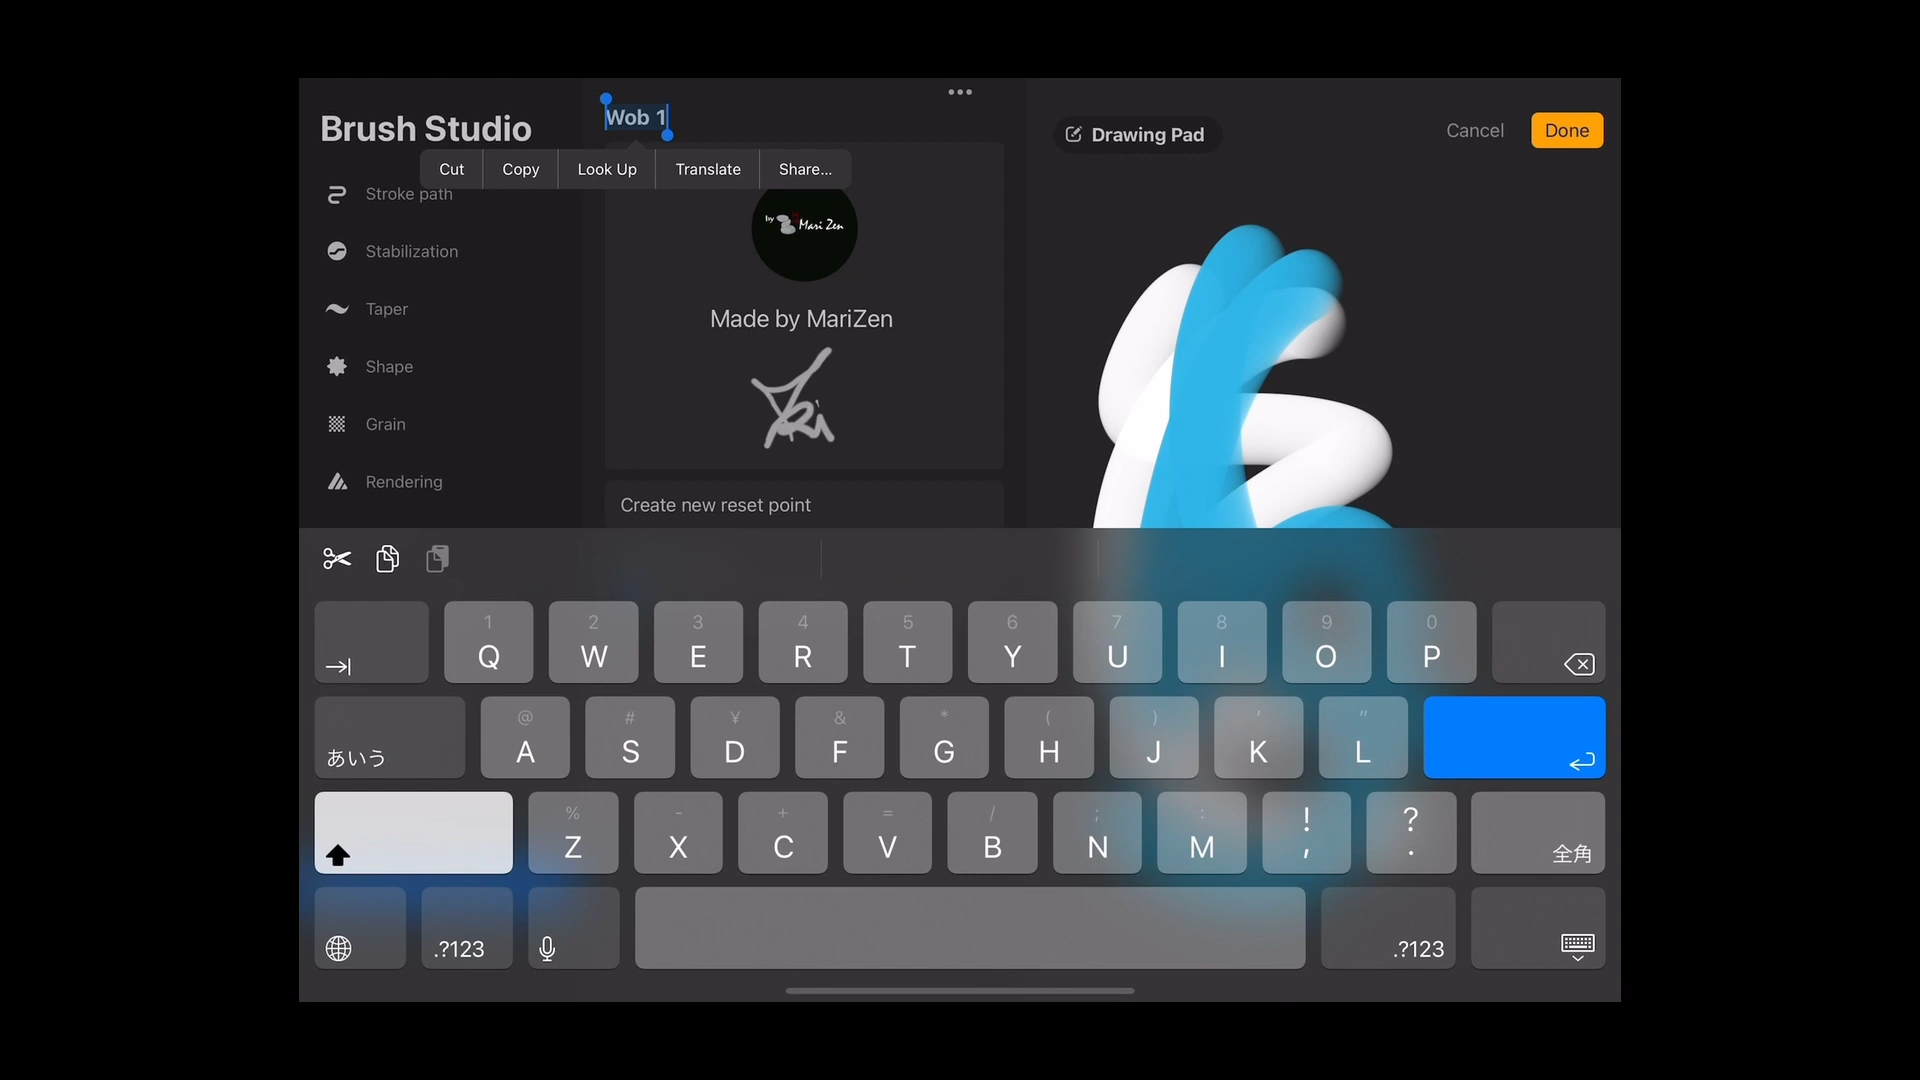 Wob 1
Brush Studio
Drawing Pad
Cancel
Done
Cut Copy Look Up Translate Share...
Stroke path
Stabilization
Taper
Shape
Grain
Rendering
by Mari Zen
Made by MariZen
Create new reset point
1 2 3 4 5 6 7 8 9 0
Q W E R T Y U I O P
@ # ¥ & * ( ) ' "
あいう A S D F G H J K L
% - + = / ; : ! ?
Z X C V B N M , . 全角
.?123 .?123